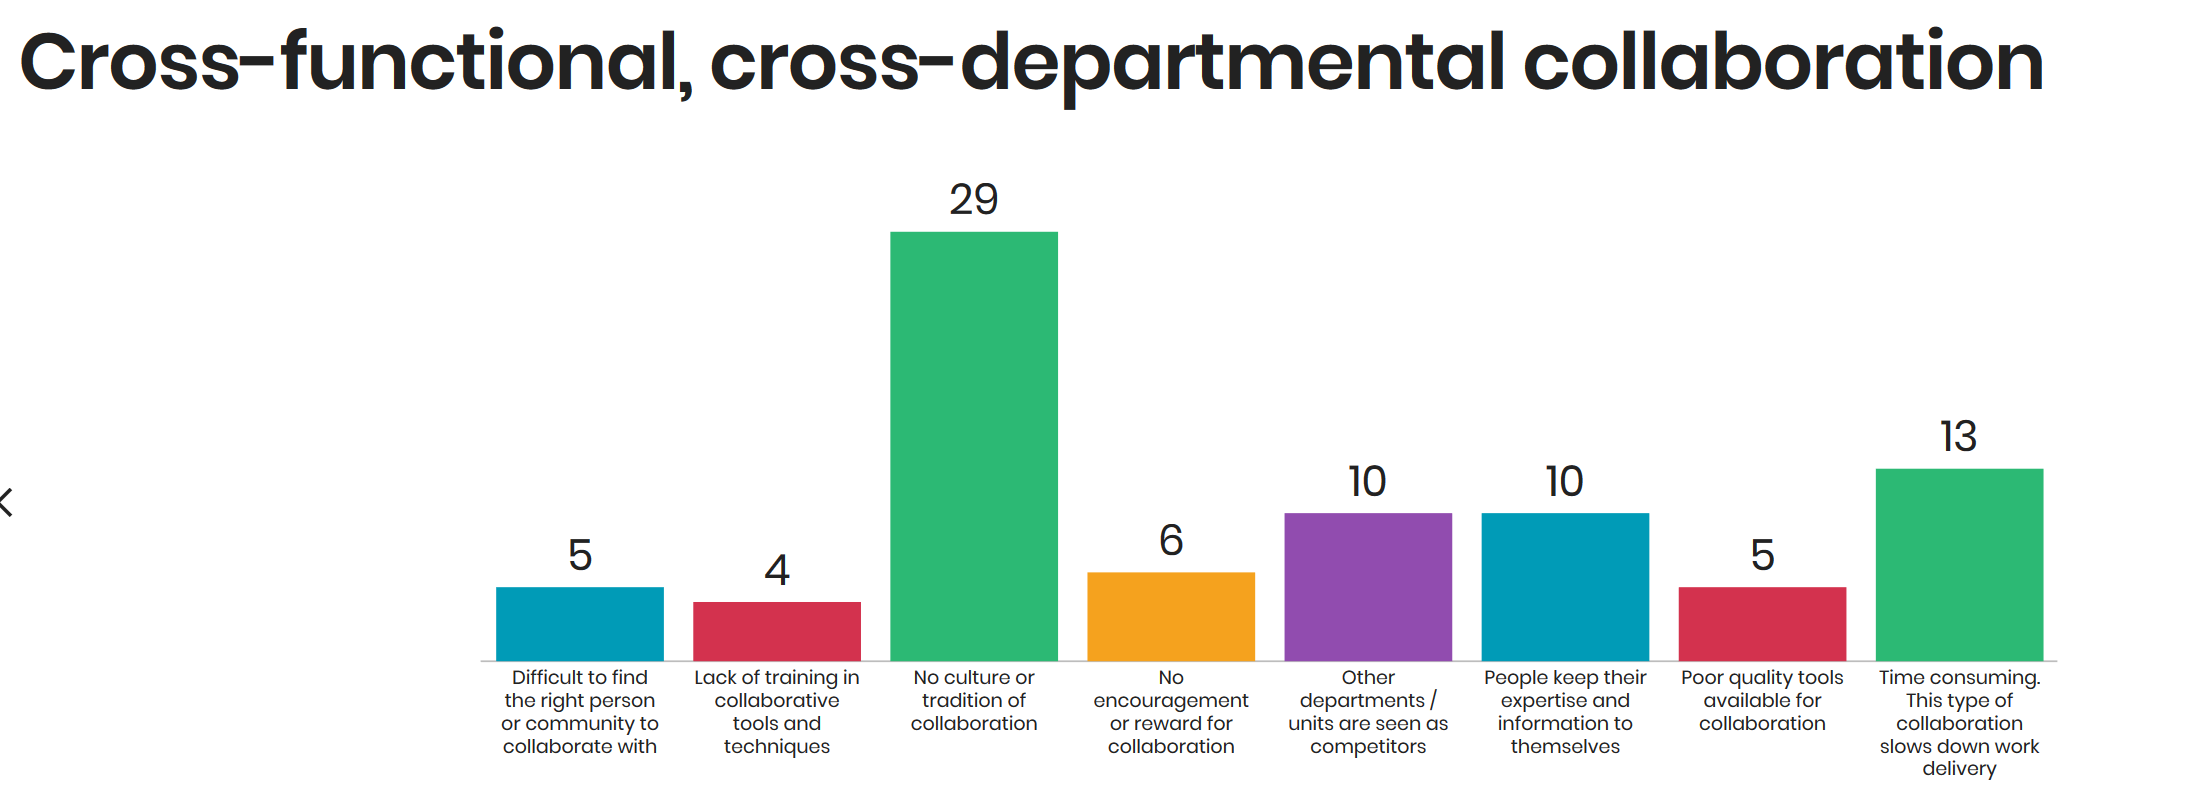 Cross-functional, cross-departmental collaboration
29
13
10
10
6
5
5
4
Difficult to find
the right person
or community to
collaborate with
Lack of training in
collaborative
tools and
techniques
No culture or
tradition of
collaboration
No
encouragement
or reward for
collaboration
Other
departments /
units are seen as
competitors
People keep their
expertise and
information to
themselves
Poor quality tools
available for
collaboration
Time consuming.
This type of
collaboration
slows down work
delivery